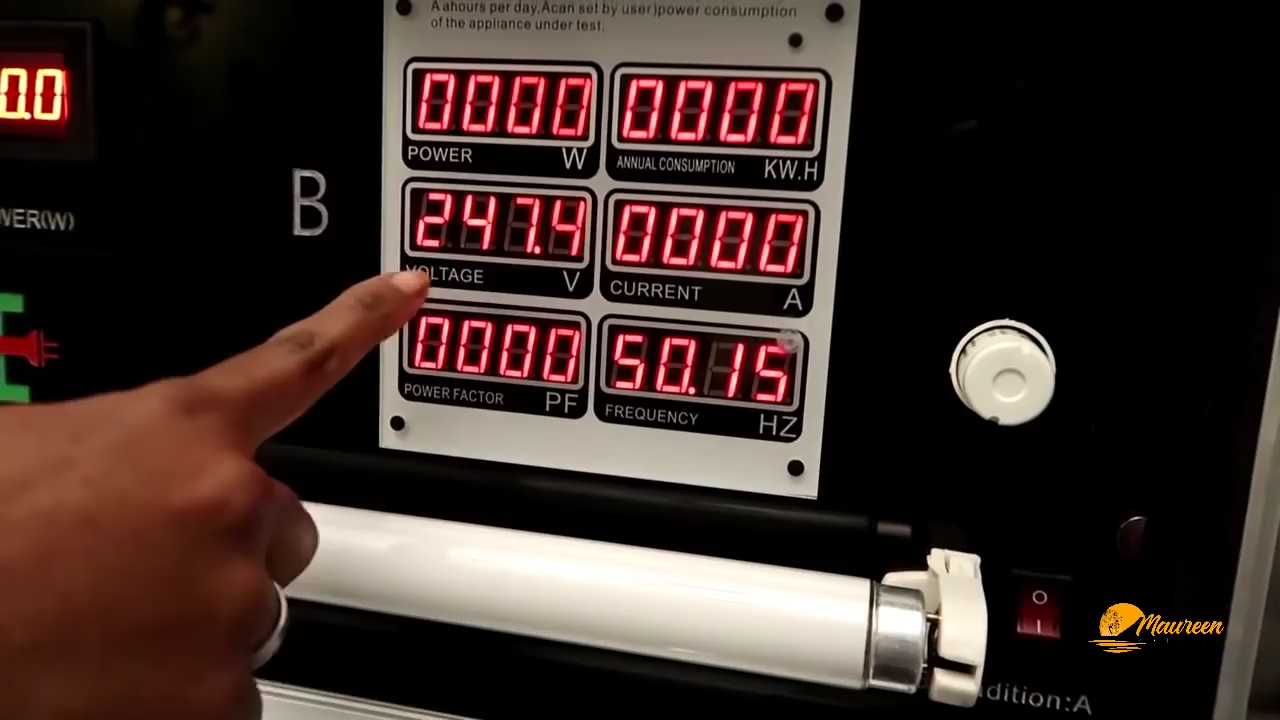 A ahours per day,Acan set by user)power consumption
of the appliance under test.
0.0
0000
POWER W
0000
ANNUAL CONSUMPTION KW.H
WER(W)
B
247.4
VOLTAGE V
0000
CURRENT A
0000
POWER FACTOR PF
50.15
FREQUENCY HZ
O
I
Maureen
dition:A